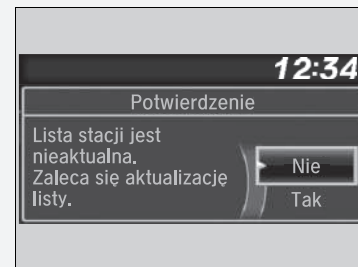 12:34
Potwierdzenie
Lista stacji jest
nieaktualna.
Zaleca się aktualizację
listy.
Nie
Tak